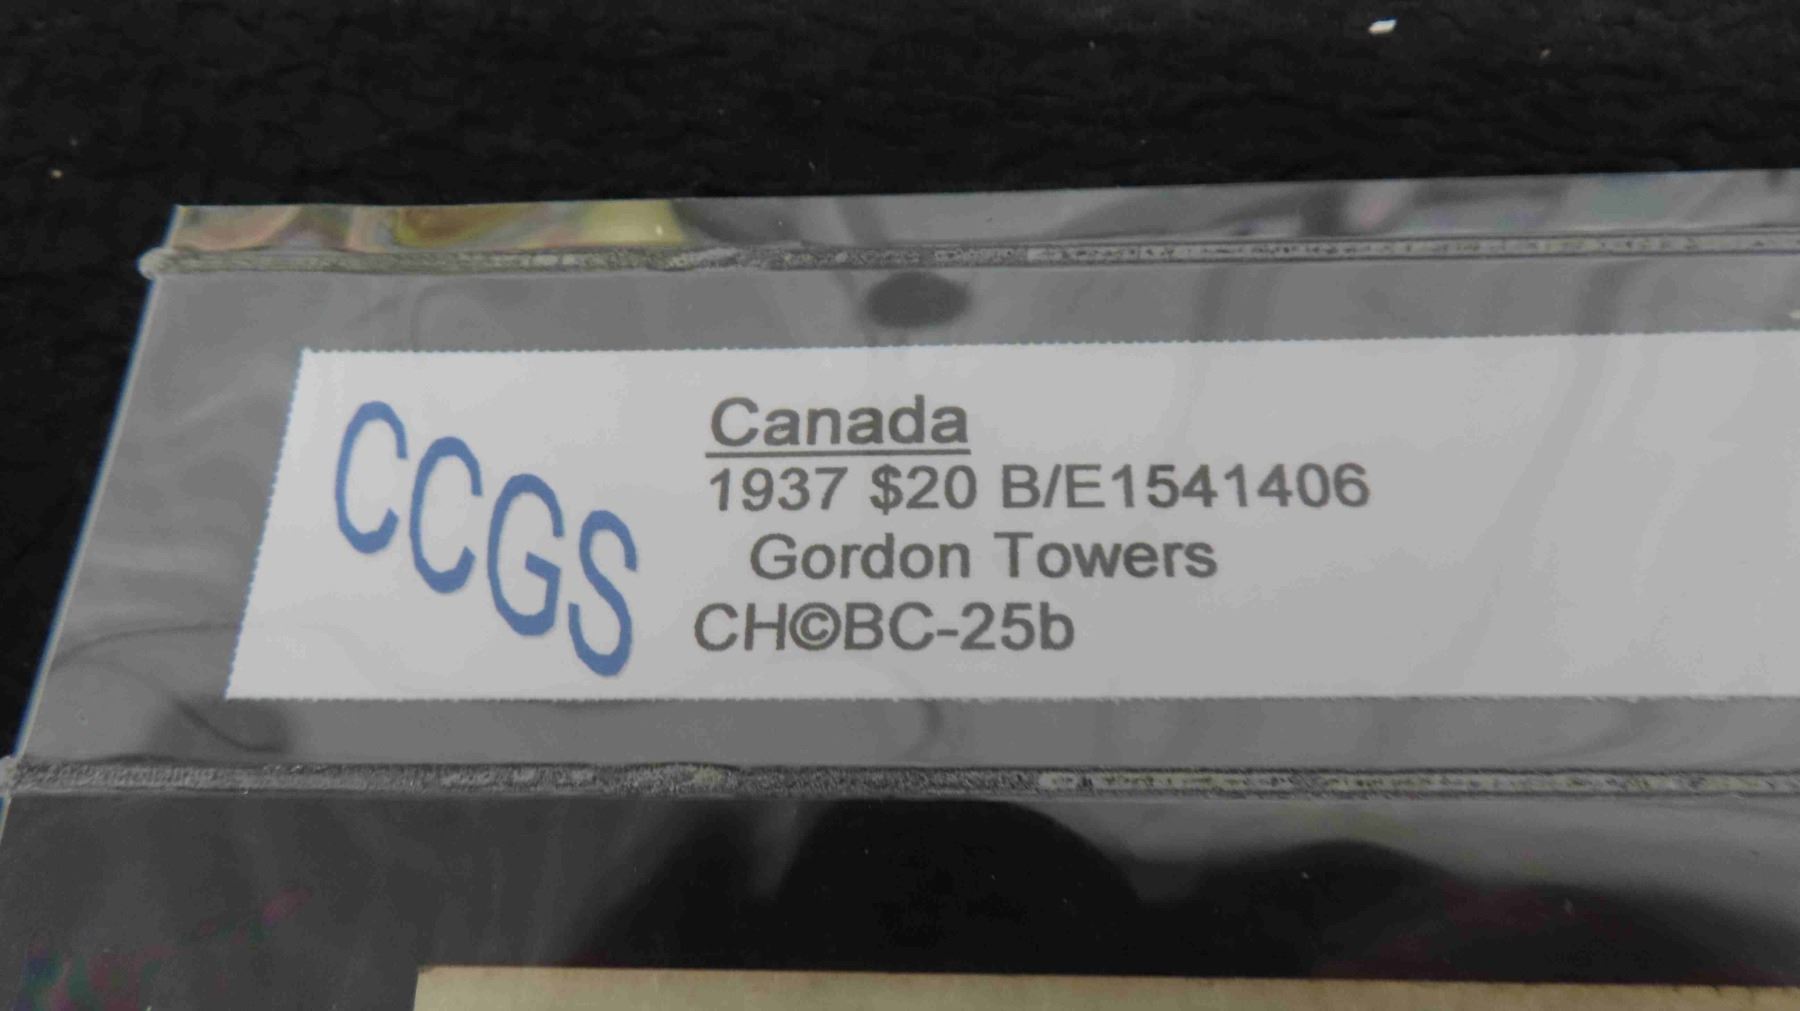 CCGS
Canada
1937 $20 B/E1541406
Gordon Towers
CH©BC-25b